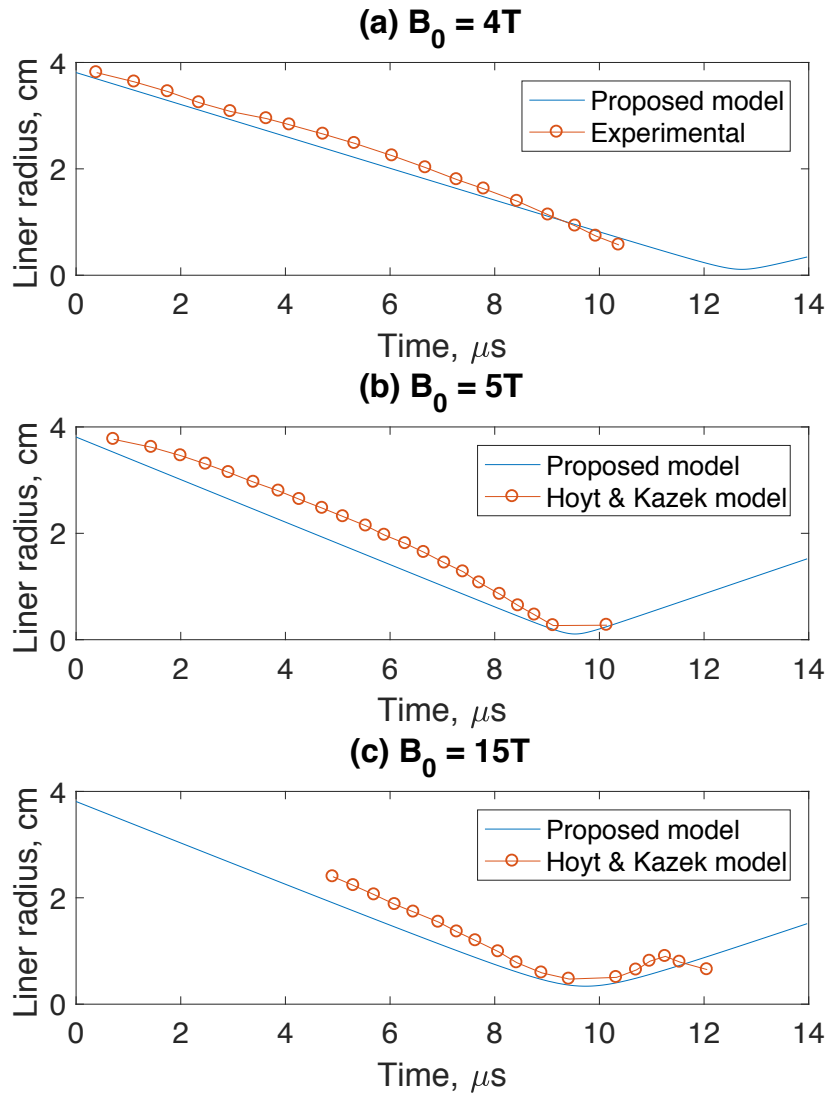 (a) B_0 = 4T
4
2
0
Liner radius, cm
Proposed model
Experimental
0 2 4 6 8 10 12 14
Time, μs
(b) B_0 = 5T
4
2
0
Liner radius, cm
Proposed model
Hoyt & Kazek model
0 2 4 6 8 10 12 14
Time, μs
(c) B_0 = 15T
4
2
0
Liner radius, cm
Proposed model
Hoyt & Kazek model
0 2 4 6 8 10 12 14
Time, μs